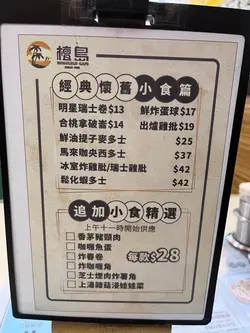 檀島
HONOLULU CAFE
經典懷舊小食篇
明星瑞士卷$13
鮮炸蛋球$17
合桃拿破崙$14
出爐雞批$19
鮮油提子麥多士 $25
馬來咖央西多士 $37
冰室炸雞肶/瑞士雞肶 $42
鬆化蝦多士 $42
追加小食精選
上午十一時開始供應
香茅豬頸肉
咖喱魚蛋
炸春卷
炸咖喱角
芝士煙肉炸薯角
上湯雜菇浸娃娃菜
每款$28